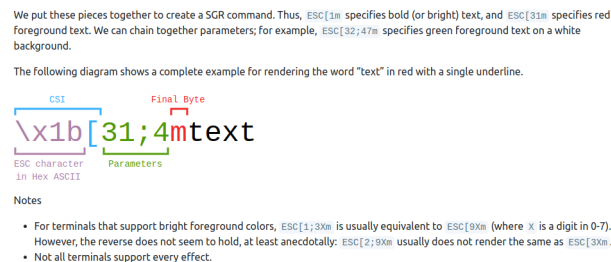 We put these pieces together to create a SGR command. Thus, ESC[1m specifies bold (or bright) text, and ESC[31m specifies red
foreground text. We can chain together parameters; for example, ESC[32;47m specifies green foreground text on a white
background.
The following diagram shows a complete example for rendering the word “text” in red with a single underline.
CSI Final Byte
\x1b[31;4mtext
ESC character Parameters
in Hex ASCII
Notes
• For terminals that support bright foreground colors, ESC[1;3Xm is usually equivalent to ESC[9Xm (where X is a digit in 0-7).
However, the reverse does not seem to hold, at least anecdotally: ESC[2;9Xm usually does not render the same as ESC[3Xm.
• Not all terminals support every effect.